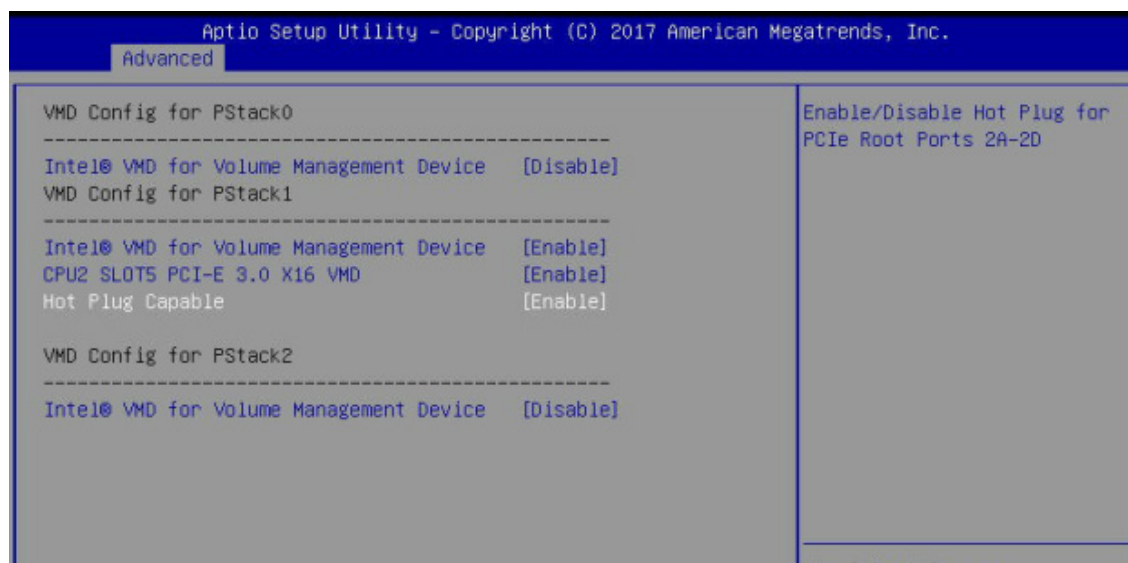 Aptio Setup Utility – Copyright (C) 2017 American Megatrends, Inc.
Advanced
VMD Config for PStack0
------------------------------------------------
Intel® VMD for Volume Management Device [Disable]
VMD Config for PStack1
------------------------------------------------
Intel® VMD for Volume Management Device [Enable]
CPU2 SLOT5 PCI-E 3.0 X16 VMD [Enable]
Hot Plug Capable [Enable]
VMD Config for PStack2
------------------------------------------------
Intel® VMD for Volume Management Device [Disable]
Enable/Disable Hot Plug for
PCIe Root Ports 2A-2D